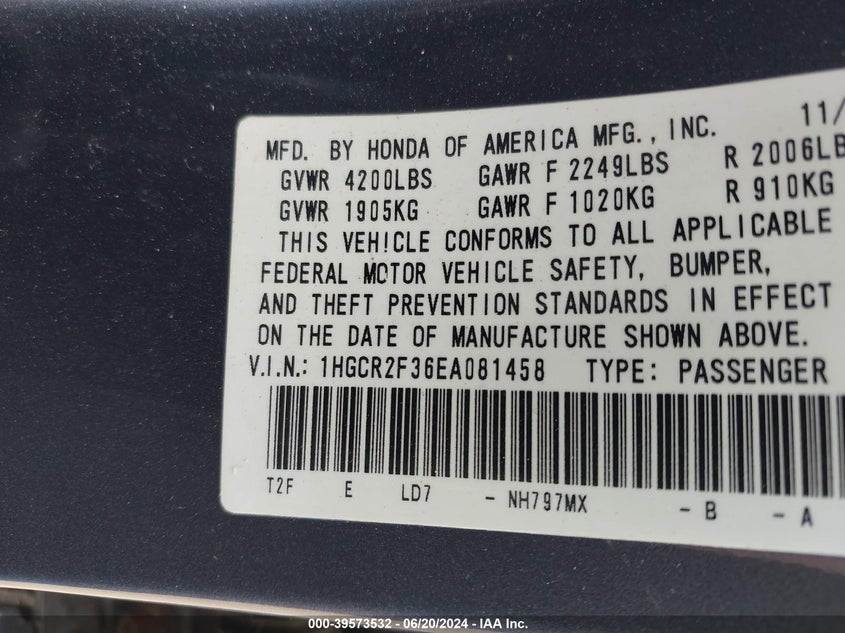 11/
MFD. BY HONDA OF AMERICA MFG., INC.
GVWR 4200LBS GAWR F 2249LBS R 2006LB
GVWR 1905KG GAWR F 1020KG R 910KG
THIS VEHICLE CONFORMS TO ALL APPLICABLE
FEDERAL MOTOR VEHICLE SAFETY, BUMPER,
AND THEFT PREVENTION STANDARDS IN EFFECT
ON THE DATE OF MANUFACTURE SHOWN ABOVE.
V.I.N.: 1HGCR2F36EA081458 TYPE: PASSENGER
T2F E LD7 - NH797MX - B - A
000-39573532 - 06/20/2024 - IAA Inc.